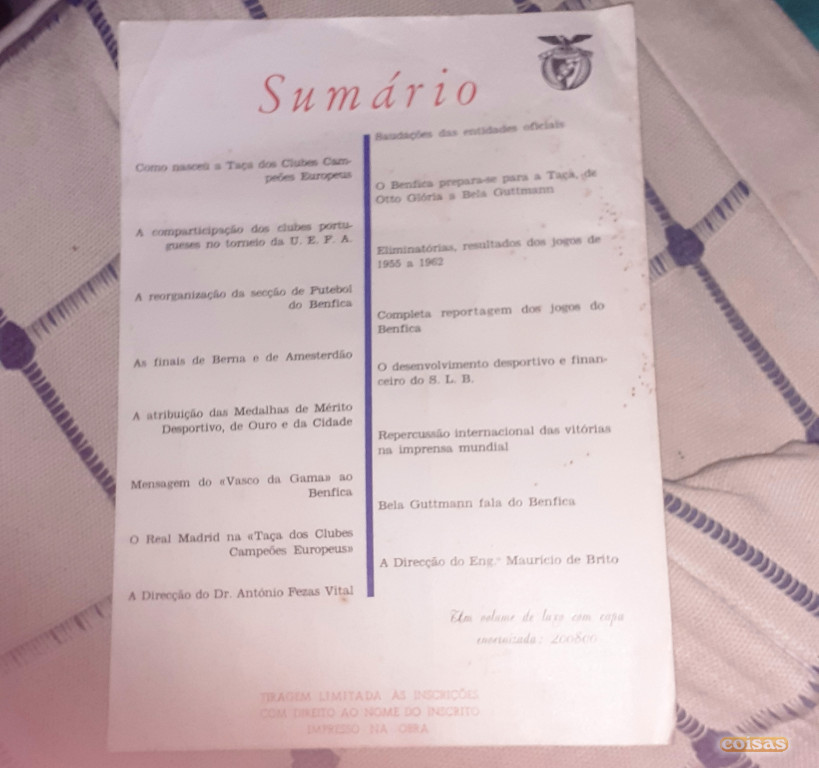 Sumário
Como nasceu a Taça dos Clubes Cam-
peões Europeus
A comparticipação dos clubes portu-
gueses no torneio da U. E. F. A.
A reorganização da secção de Futebol
do Benfica
As finais de Berna e de Amesterdão
A atribuição das Medalhas de Mérito
Desportivo, de Ouro e da Cidade
Mensagem do «Vasco da Gama» ao
Benfica
O Real Madrid na «Taça dos Clubes
Campeões Europeus»
A Direcção do Dr. António Fezas Vital
Saudações das entidades oficiais
O Benfica prepara-se para a Taça, de
Otto Glória a Bela Guttmann
Eliminatórias, resultados dos jogos de
1955 a 1962
Completa reportagem dos jogos do
Benfica
O desenvolvimento desportivo e finan-
ceiro do S. L. B.
Repercussão internacional das vitórias
na imprensa mundial
Bela Guttmann fala do Benfica
A Direcção do Eng.º Maurício de Brito
Um volume de luxo com capa
envernizada: 200$00
TIRAGEM LIMITADA ÀS INSCRIÇÕES
COM DIREITO AO NOME DO INSCRITO
IMPRESSO NA OBRA
coisas